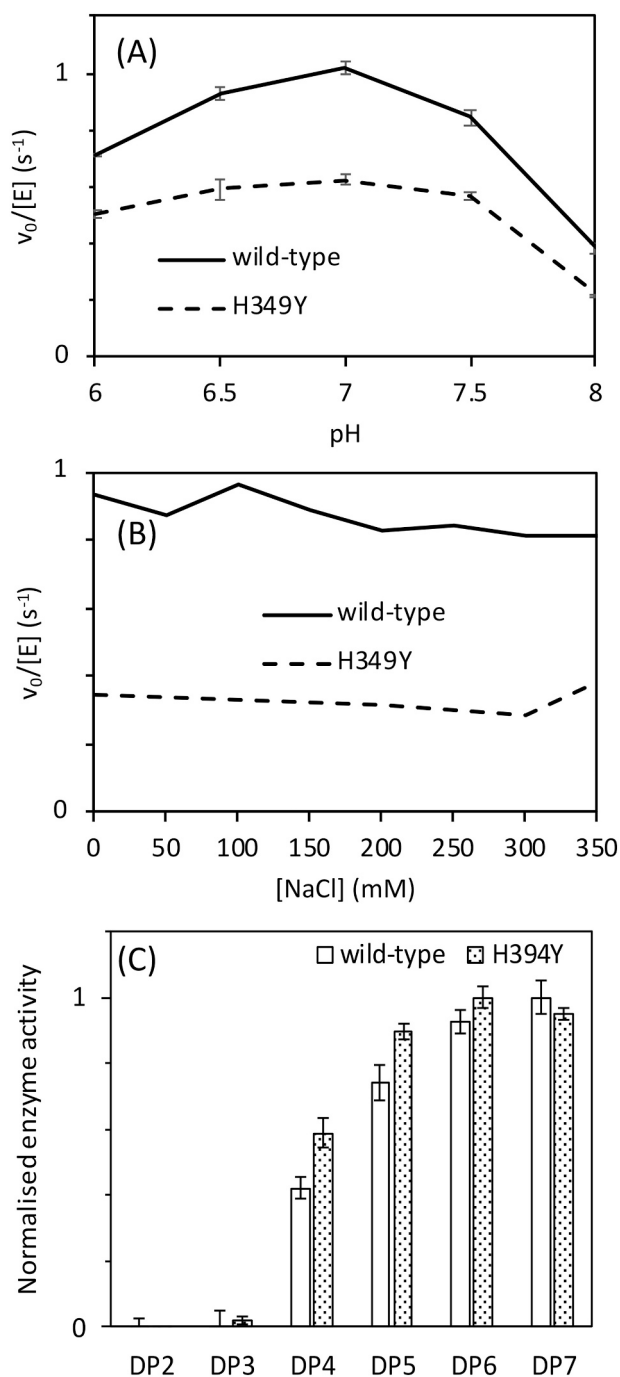 (A)
1
0
v₀/[E] (s⁻¹)
wild-type
H349Y
6 6.5 7 7.5 8
pH
1
(B)
0
v₀/[E] (s⁻¹)
wild-type
H349Y
0 50 100 150 200 250 300 350
[NaCl] (mM)
(C)
wild-type H394Y
1
0
Normalised enzyme activity
DP2 DP3 DP4 DP5 DP6 DP7